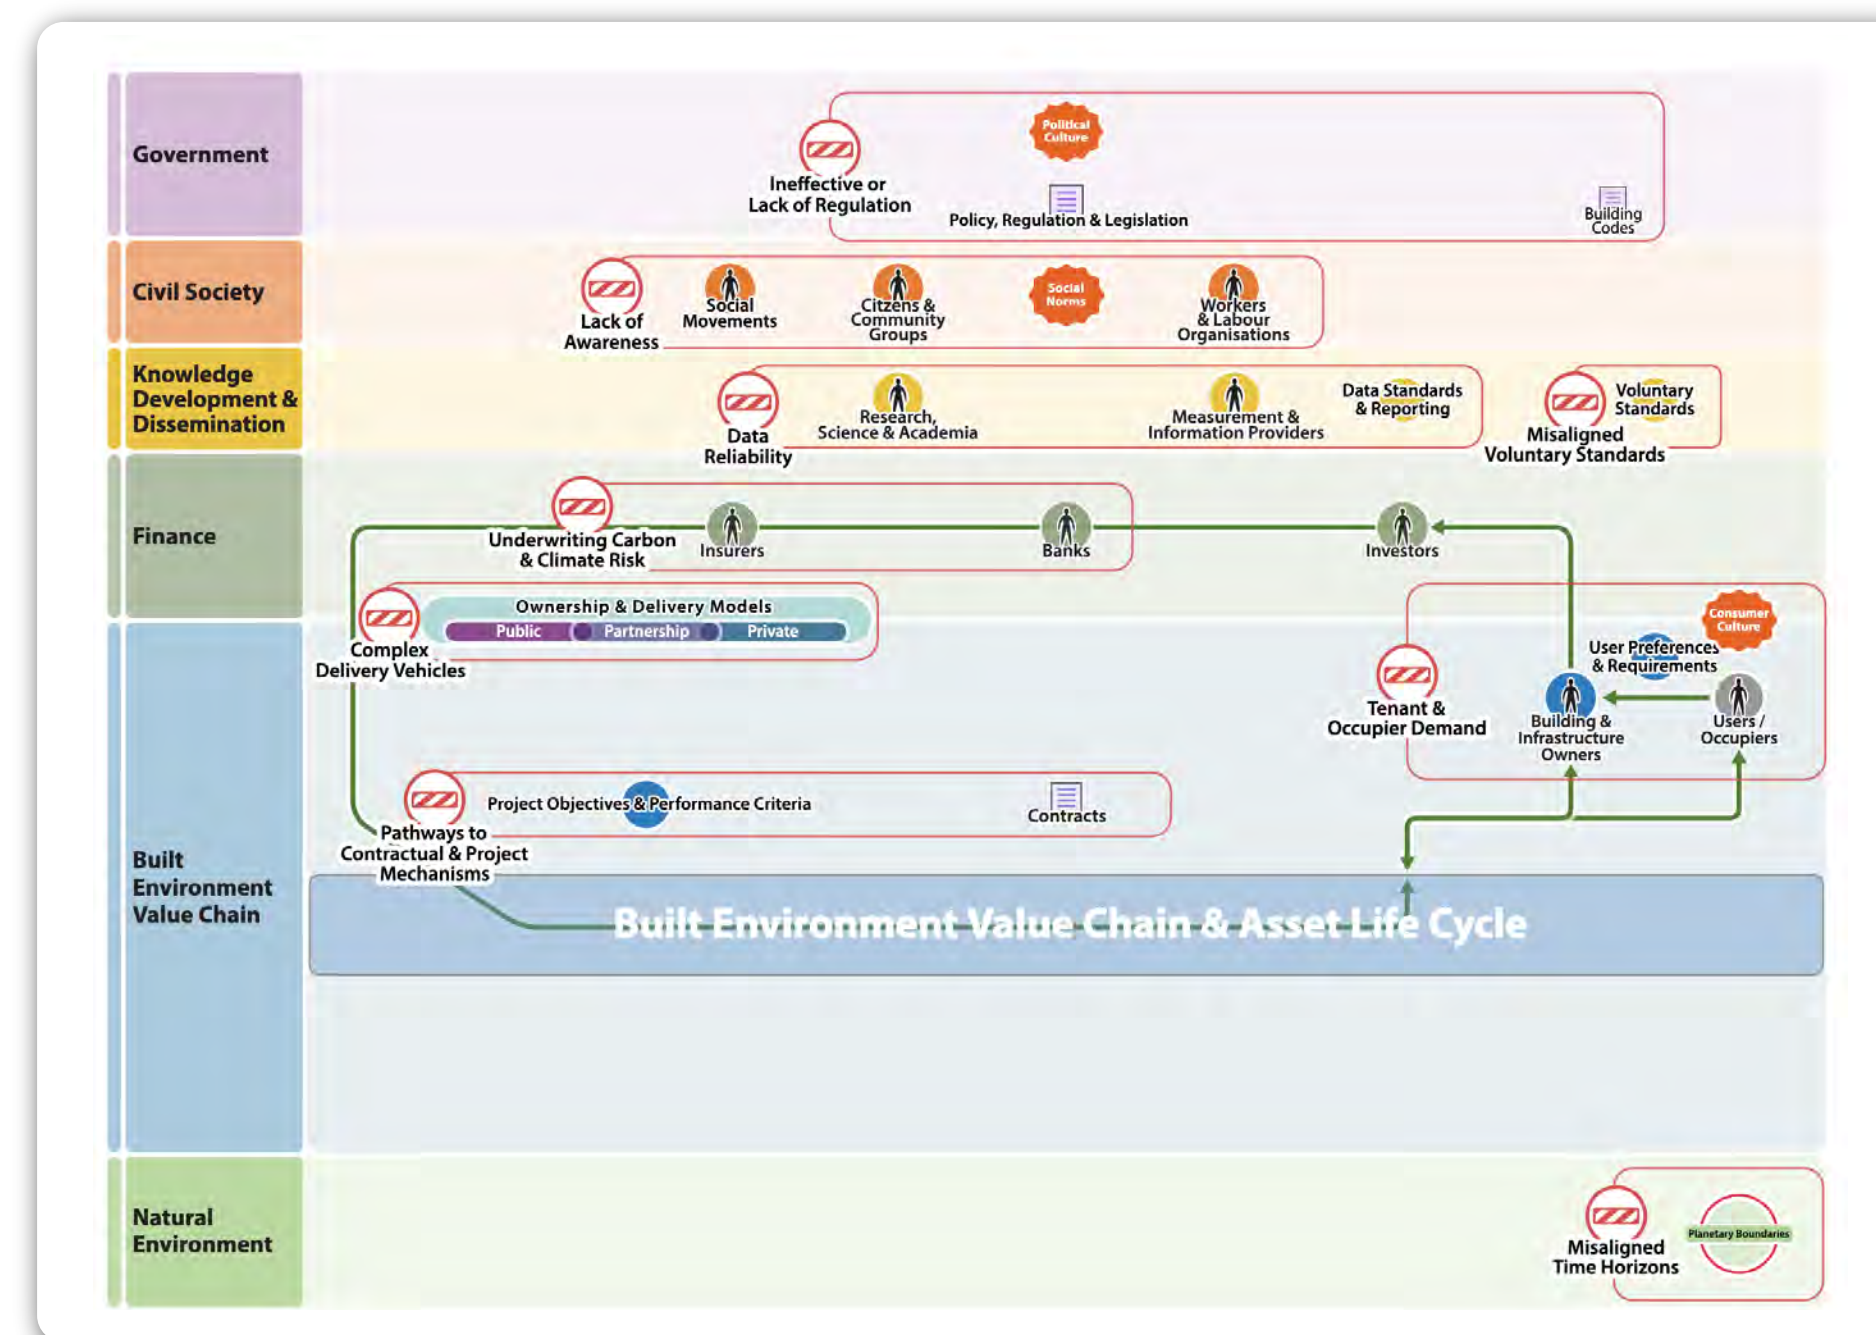 Government
Political
Culture
Ineffective or
Lack of Regulation
Policy, Regulation & Legislation
Building
Codes
Civil Society
Lack of
Awareness
Social
Movements
Citzens &
Community
Groups
Social
Norms
Workers
& Labour
Organisations
Knowledge
Development &
Dissemination
Data
Reliability
Research,
Science & Academia
Measurement &
Information Providers
Data Standards
& Reporting
Misaligned
Voluntary Standards
Voluntary
Standards
Finance
Underwriting Carbon
& Climate Risk
Insurers
Banks
Investors
Complex
Delivery Vehicles
Ownership & Delivery Models
Public
Partnership
Private
Consumer
Culture
User Preferences
& Requirements
Tenant &
Occupier Demand
Building &
Infrastructure
Owners
Users /
Occupiers
Built
Environment
Value Chain
Project Objectives & Performance Criteria
Contracts
Pathways to
Contractual & Project
Mechanisms
Built Environment Value Chain & Asset Life Cycle
Natural
Environment
Misaligned
Time Horizons
Planetary Boundaries